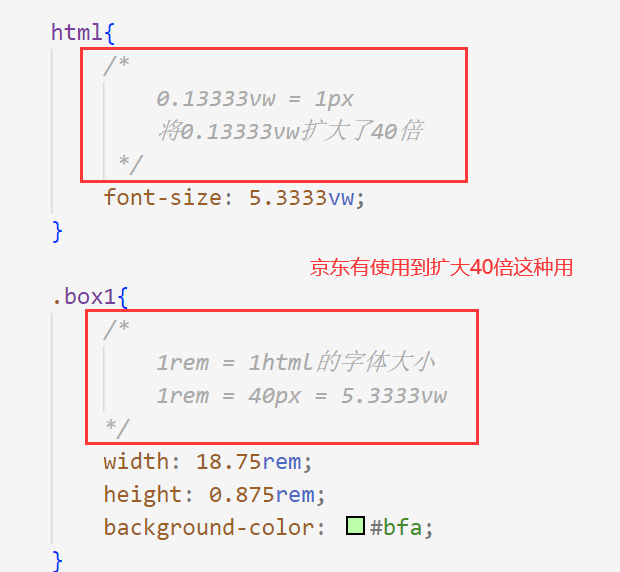 html{
/*
0.13333vw = 1px
将0.13333vw扩大了40倍
*/
font-size: 5.3333vw;
}
京东有使用到扩大40倍这种用
.box1{
/*
1rem = 1html的字体大小
1rem = 40px = 5.3333vw
*/
width: 18.75rem;
height: 0.875rem;
background-color: #bfa;
}